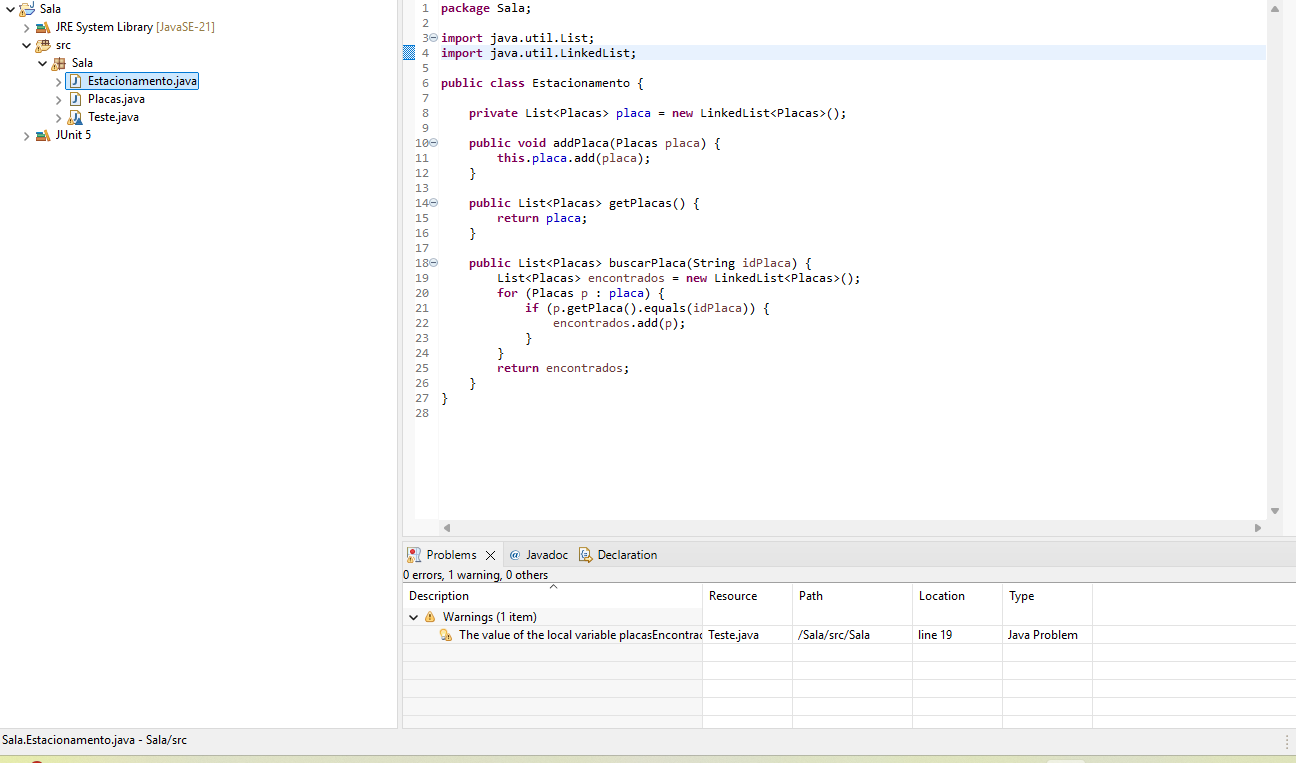 Sala
JRE System Library [JavaSE-21]
src
Sala
Estacionamento.java
Placas.java
Teste.java
JUnit 5
1 package Sala;
2
3 import java.util.List;
4 import java.util.LinkedList;
5
6 public class Estacionamento {
7
8 private List<Placas> placa = new LinkedList<Placas>();
9
10 public void addPlaca(Placas placa) {
11 this.placa.add(placa);
12 }
13
14 public List<Placas> getPlacas() {
15 return placa;
16 }
17
18 public List<Placas> buscarPlaca(String idPlaca) {
19 List<Placas> encontrados = new LinkedList<Placas>();
20 for (Placas p : placa) {
21 if (p.getPlaca().equals(idPlaca)) {
22 encontrados.add(p);
23 }
24 }
25 return encontrados;
26 }
27 }
28
Problems @ Javadoc Declaration
0 errors, 1 warning, 0 others
Description Resource Path Location Type
Warnings (1 item)
The value of the local variable placasEncontrac Teste.java /Sala/src/Sala line 19 Java Problem
Sala.Estacionamento.java - Sala/src